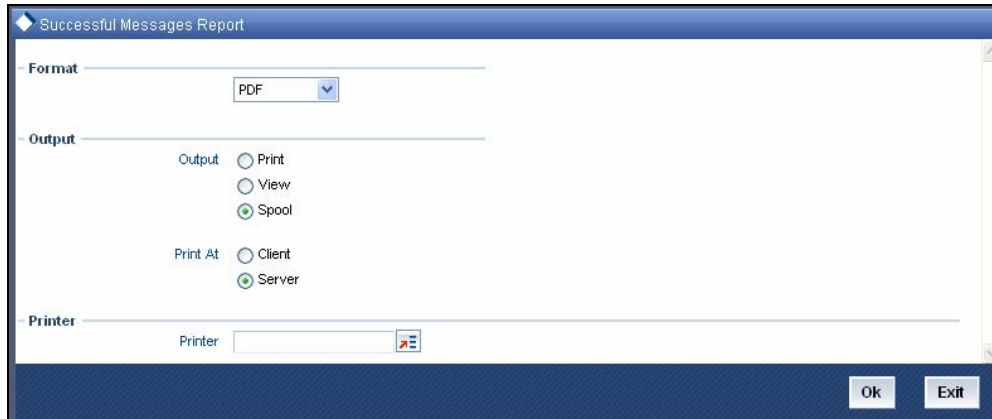 Successful Messages Report
Format
PDF
Output
Output Print
View
Spool
Print At Client
Server
Printer
Printer
Ok Exit